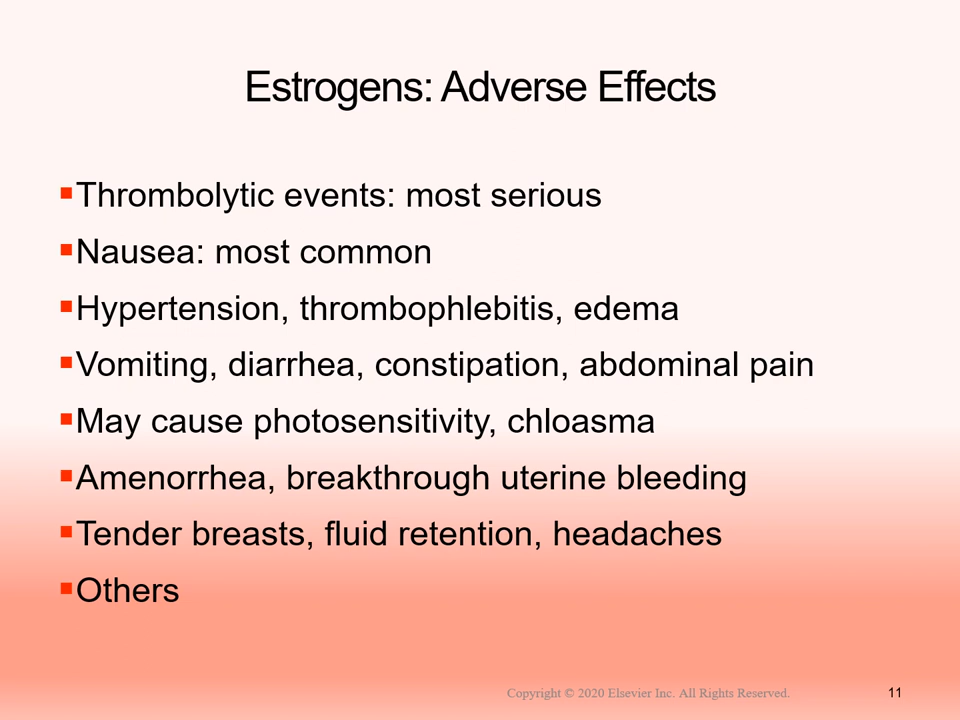 Estrogens: Adverse Effects
▪Thrombolytic events: most serious
▪Nausea: most common
▪Hypertension, thrombophlebitis, edema
▪Vomiting, diarrhea, constipation, abdominal pain
▪May cause photosensitivity, chloasma
▪Amenorrhea, breakthrough uterine bleeding
▪Tender breasts, fluid retention, headaches
▪Others
Copyright © 2020 Elsevier Inc. All Rights Reserved. 11